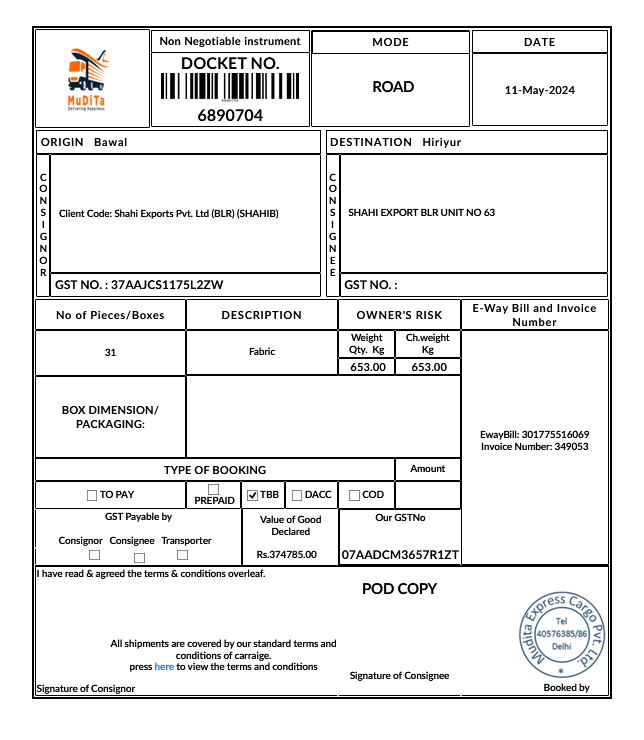 MuDiTa
Delivering Happiness
Non Negotiable instrument
DOCKET NO.
6890704
MODE
ROAD
DATE
11-May-2024
ORIGIN Bawal
DESTINATION Hiriyur
CONSIGNOR
Client Code: Shahi Exports Pvt. Ltd (BLR) (SHAHIB)
GST NO. : 37AAJCS1175L2ZW
CONSIGNEE
SHAHI EXPORT BLR UNIT NO 63
GST NO. :
No of Pieces/Boxes
DESCRIPTION
OWNER'S RISK
E-Way Bill and Invoice
Number
31
Fabric
Weight
Qty. Kg
Ch.weight
Kg
653.00
653.00
BOX DIMENSION/
PACKAGING:
EwayBill: 301775516069
Invoice Number: 349053
TYPE OF BOOKING
Amount
TO PAY
PREPAID
TBB
DACC
COD
GST Payable by
Consignor Consignee Transporter
Value of Good
Declared
Rs.374785.00
Our GSTNo
07AADCM3657R1ZT
I have read & agreed the terms & conditions overleaf.
POD COPY
All shipments are covered by our standard terms and
conditions of carraige.
press here to view the terms and conditions
Signature of Consignor
Signature of Consignee
Mudita Express Cargo Pvt. Ltd.
Tel
40576385/86
Delhi
*
Booked by